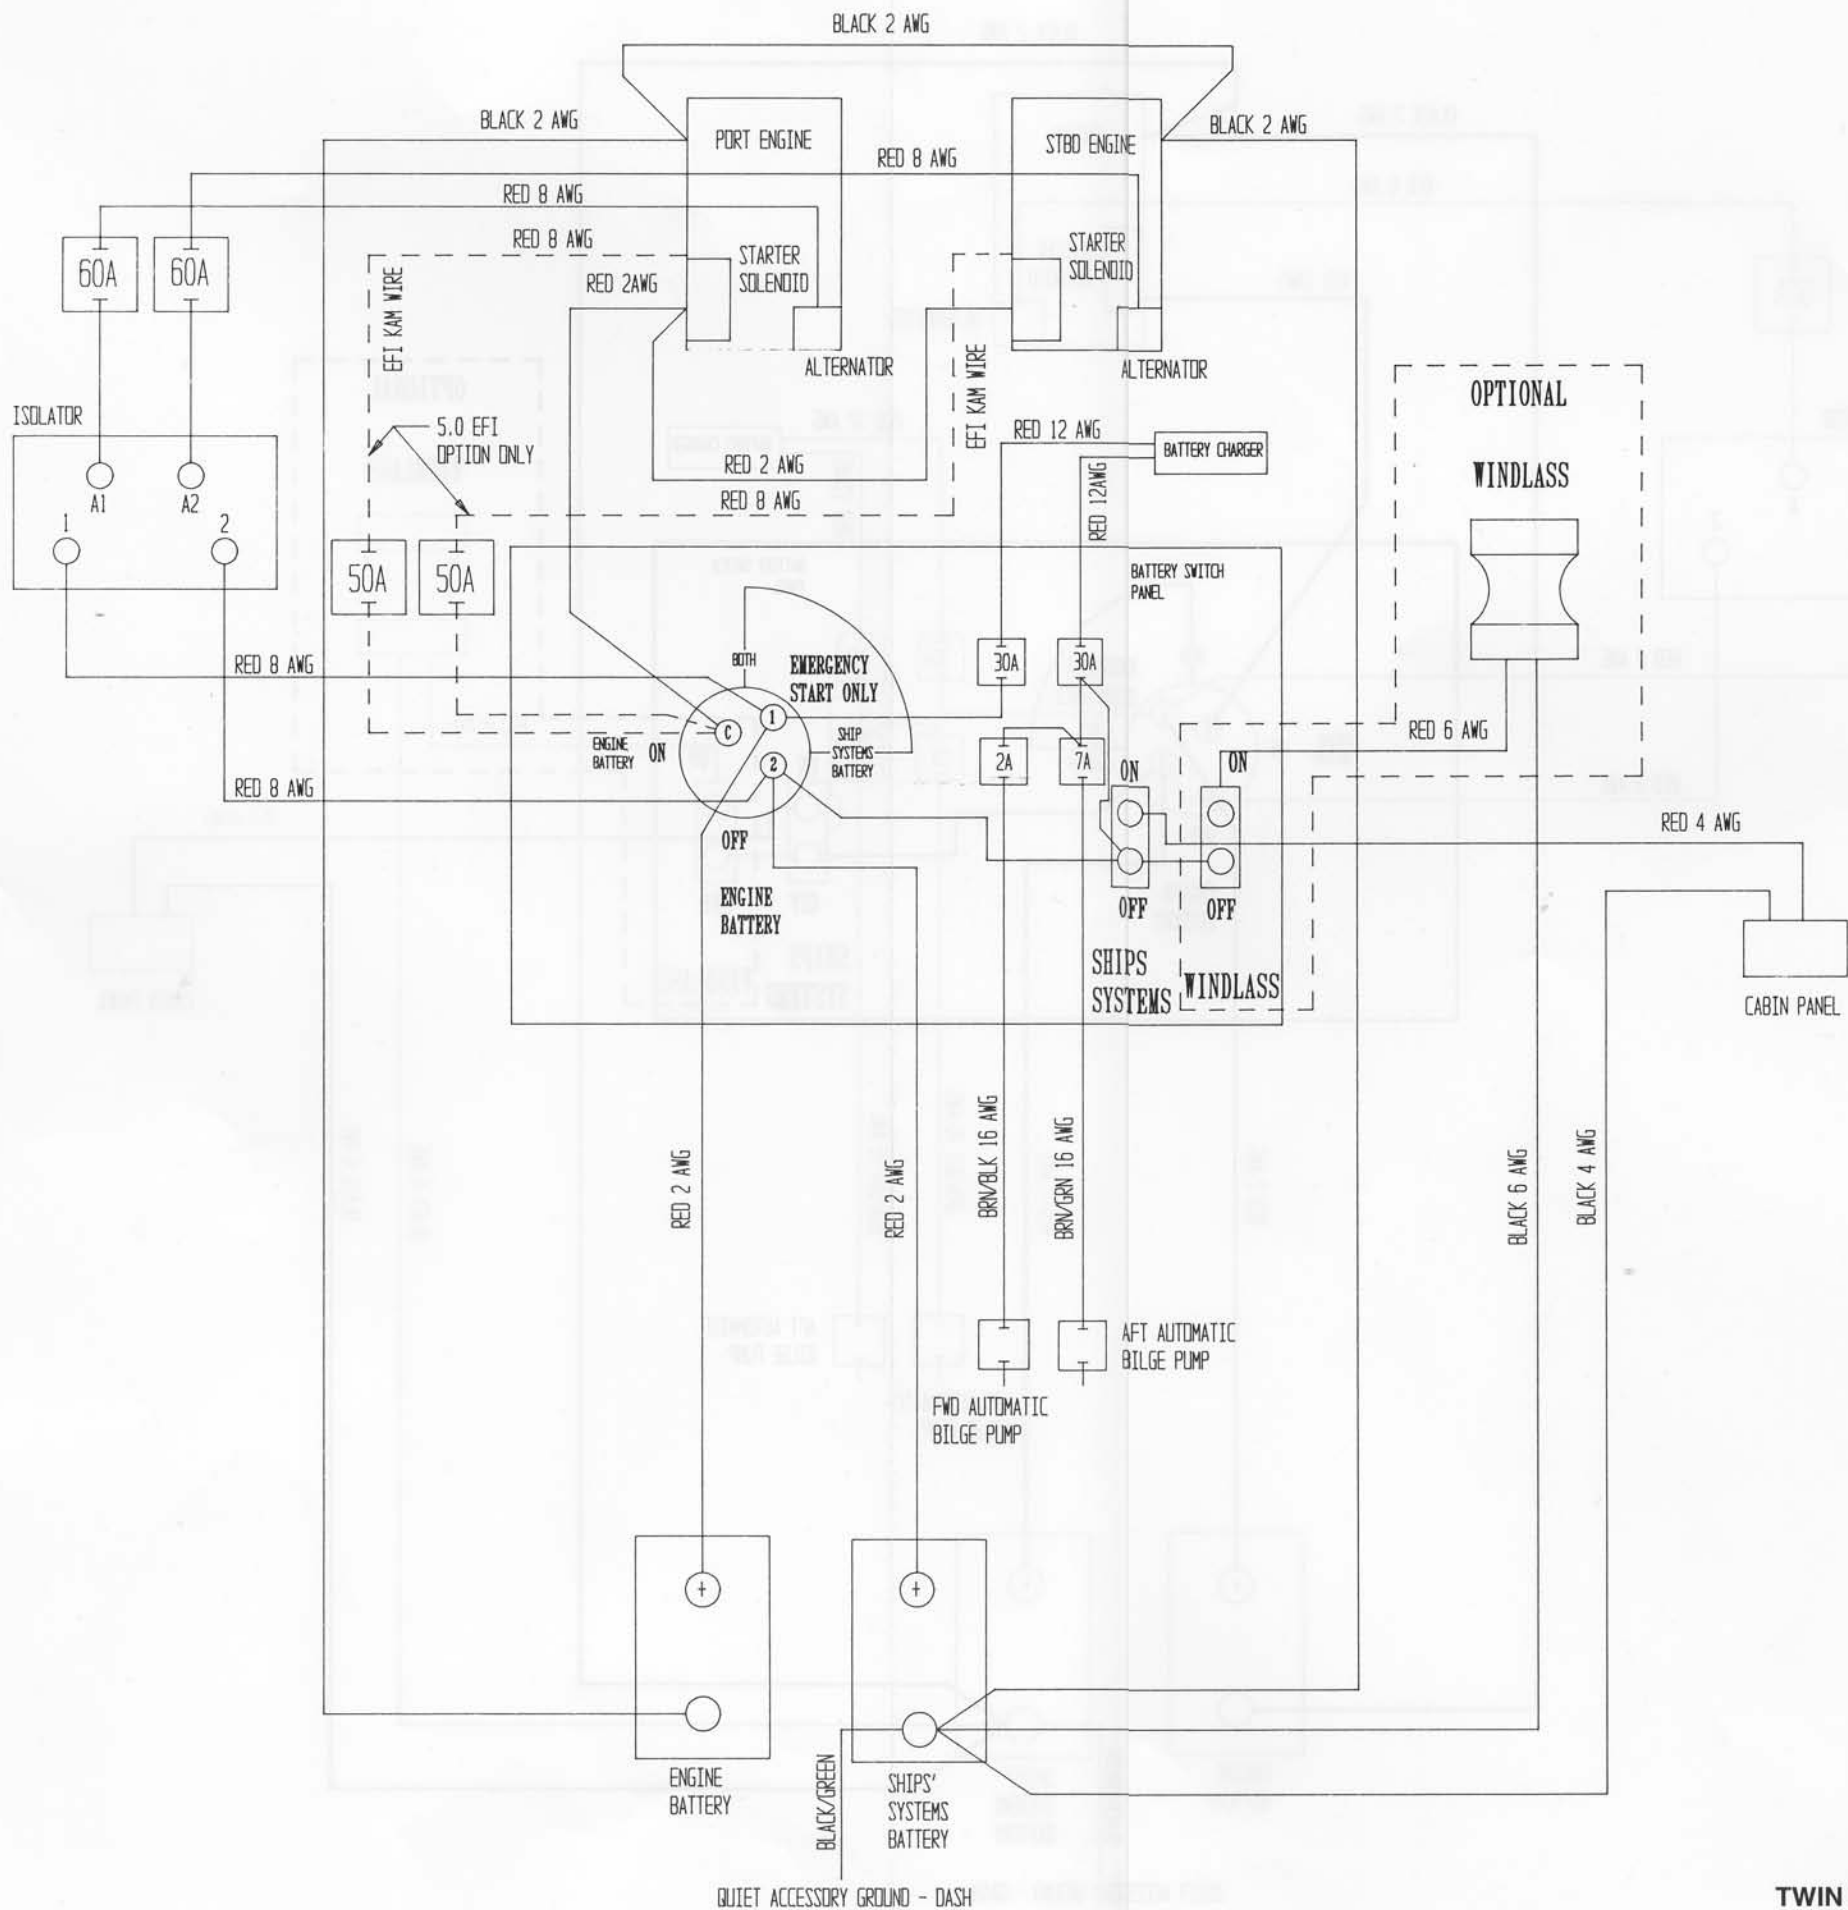 BLACK 2 AWG
BLACK 2 AWG
PORT ENGINE
STBD ENGINE
BLACK 2 AWG
RED 8 AWG
RED 8 AWG
RED 8 AWG
60A
60A
EFI KAM WIRE
RED 2AWG
STARTER
SOLENOID
STARTER
SOLENOID
ALTERNATOR
ALTERNATOR
EFI KAM WIRE
ISOLATOR
5.0 EFI
OPTION ONLY
A1
A2
1
2
RED 2 AWG
RED 8 AWG
RED 12 AWG
BATTERY CHARGER
RED 12AWG
OPTIONAL
WINDLASS
50A
50A
BATTERY SWITCH
PANEL
RED 8 AWG
BOTH
EMERGENCY
START ONLY
30A
30A
C
1
2
ENGINE
BATTERY
ON
SHIP
SYSTEMS
BATTERY
2A
7A
ON
ON
RED 6 AWG
RED 8 AWG
RED 4 AWG
OFF
ENGINE
BATTERY
OFF
OFF
SHIPS
SYSTEMS
WINDLASS
CABIN PANEL
RED 2 AWG
RED 2 AWG
BRN/BLK 16 AWG
BRN/GRN 16 AWG
BLACK 6 AWG
BLACK 4 AWG
AFT AUTOMATIC
BILGE PUMP
FWD AUTOMATIC
BILGE PUMP
+
+
ENGINE
BATTERY
BLACK/GREEN
SHIPS'
SYSTEMS
BATTERY
QUIET ACCESSORY GROUND - DASH
TWIN